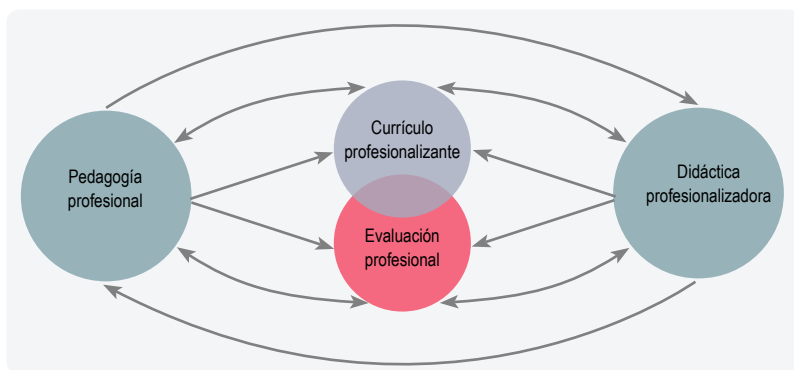 Pedagogía
profesional
Currículo
profesionalizante
Evaluación
profesional
Didáctica
profesionalizadora